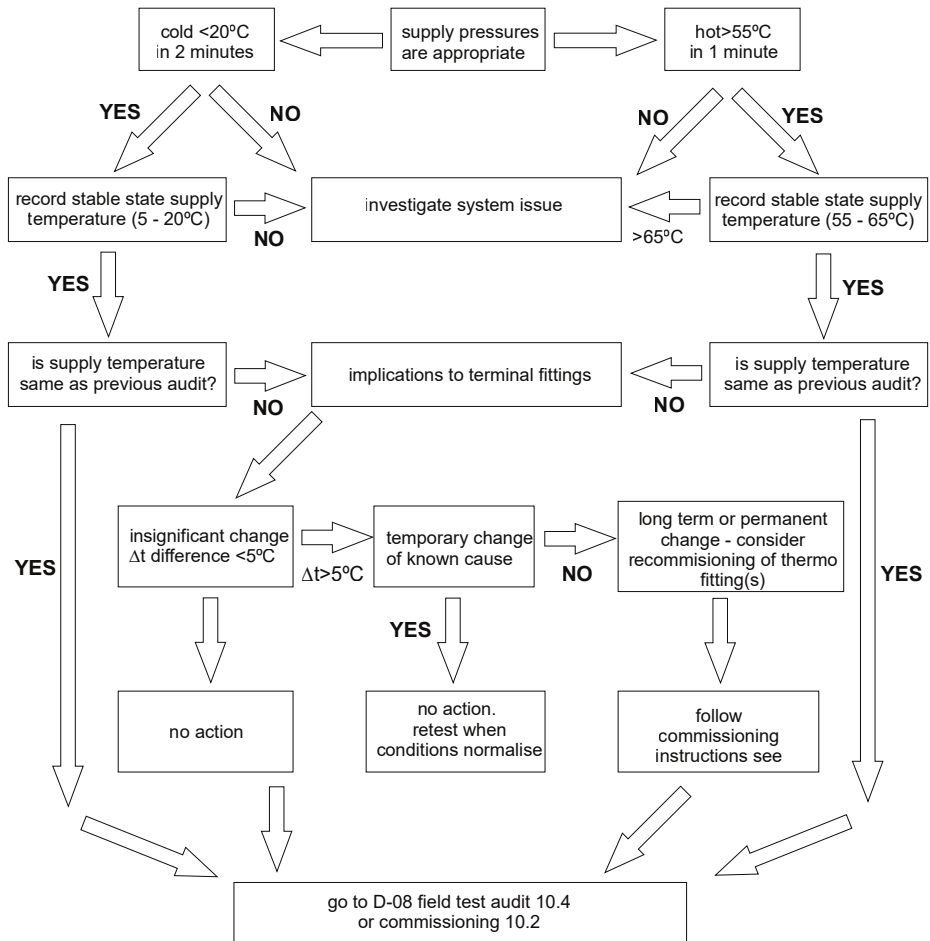 cold <20ºC
in 2 minutes
supply pressures
are appropriate
hot>55ºC
in 1 minute
YES
NO
NO
YES
record stable state supply
temperature (5 - 20ºC)
NO
investigate system issue
>65ºC
record stable state supply
temperature (55 - 65ºC)
YES
YES
is supply temperature
same as previous audit?
NO
implications to terminal fittings
NO
is supply temperature
same as previous audit?
YES
insignificant change
Δt difference <5ºC
Δt>5ºC
temporary change
of known cause
NO
long term or permanent
change - consider
recommisioning of thermo
fitting(s)
YES
YES
no action
no action.
retest when
conditions normalise
follow
commissioning
instructions see
go to D-08 field test audit 10.4
or commissioning 10.2